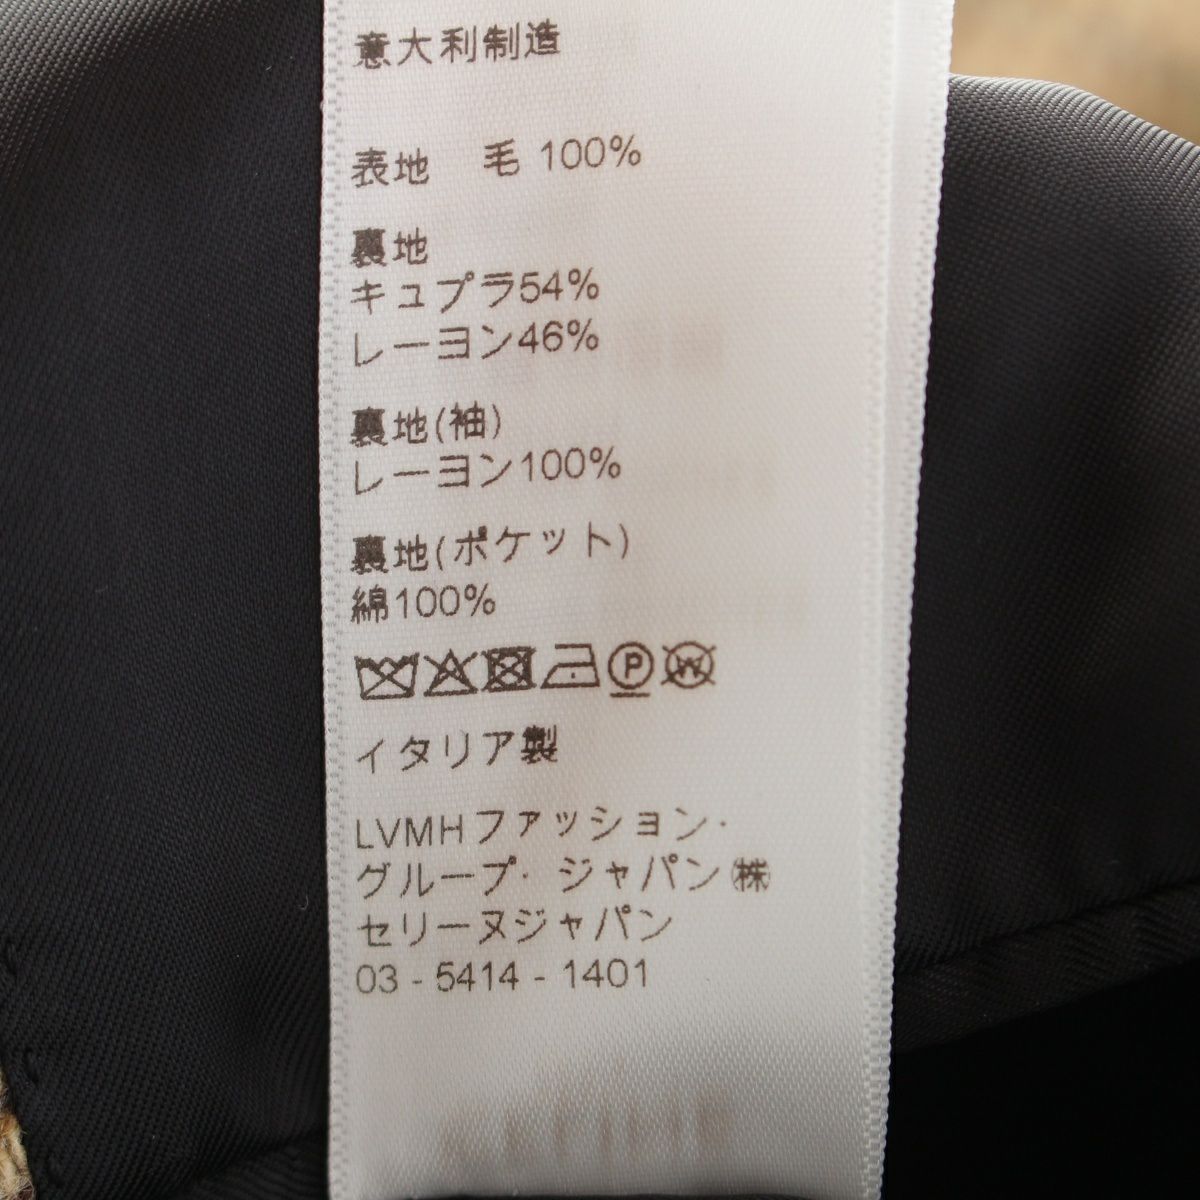 意大利制造
表地 毛 100%
裏地
キュプラ54%
レーヨン46%
裏地(袖)
レーヨン100%
裏地(ポケット)
綿100%
P W
イタリア製
LVMHファッション・
グループ・ジャパン㈱
セリーヌジャパン
03 - 5414 - 1401